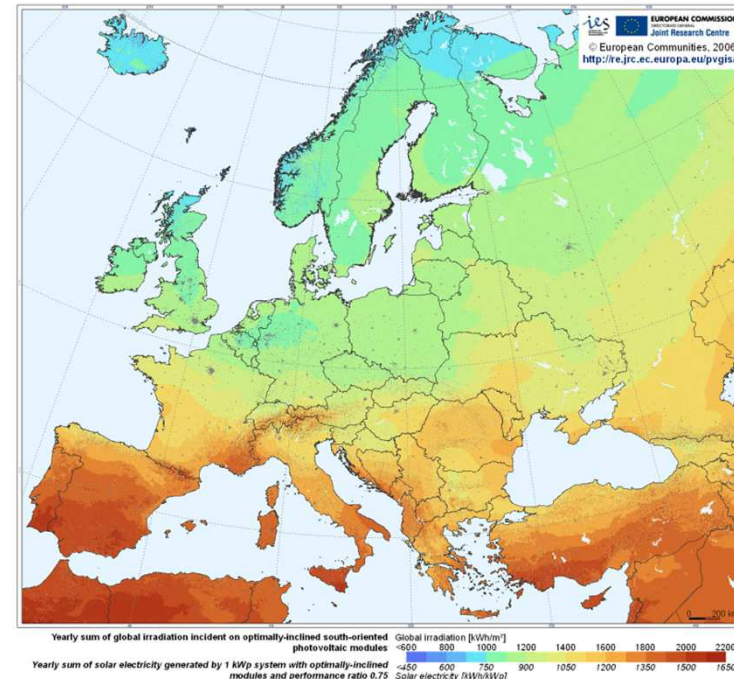 ies
EUROPEAN COMMISSION
DIRECTORATE-GENERAL
Joint Research Centre
© European Communities, 2006
http://re.jrc.ec.europa.eu/pvgis/
0 200 km
Yearly sum of global irradiation incident on optimally-inclined south-oriented
photovoltaic modules
Yearly sum of solar electricity generated by 1 kWp system with optimally-inclined
modules and performance ratio 0.75
Global irradiation [kWh/m²]
<600 800 1000 1200 1400 1600 1800 2000 2200
<450 600 750 900 1050 1200 1350 1500 1650
Solar electricity [kWh/kWp]